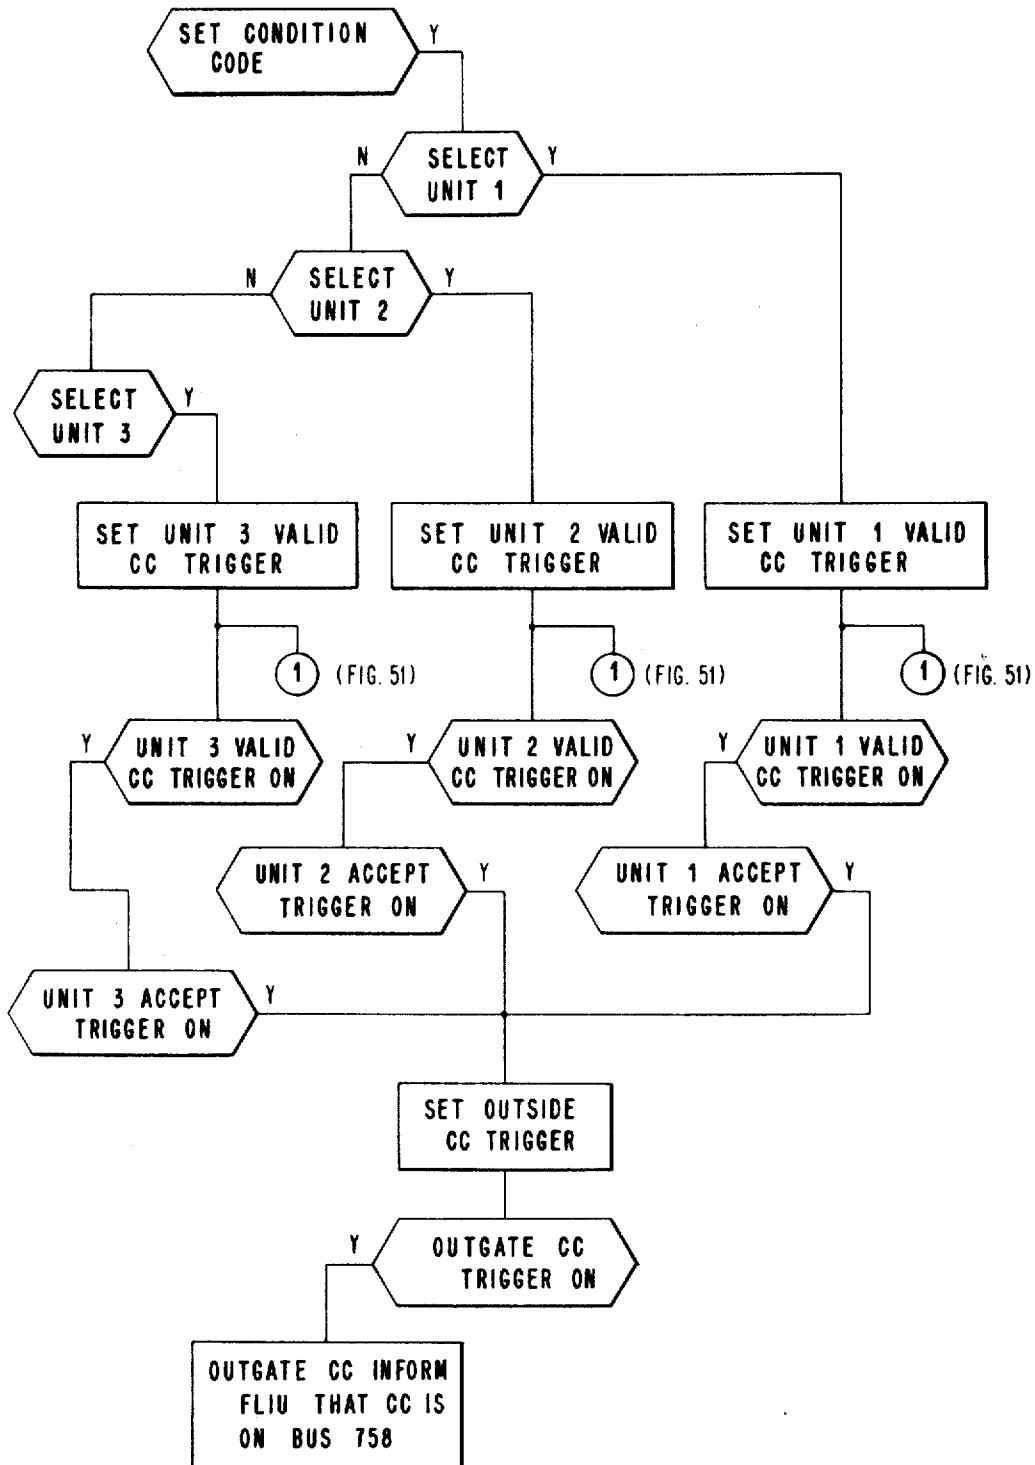 SET CONDITION
CODE
Y
N
SELECT
UNIT 1
Y
N
SELECT
UNIT 2
Y
SELECT
UNIT 3
Y
SET UNIT 3 VALID
CC TRIGGER
SET UNIT 2 VALID
CC TRIGGER
SET UNIT 1 VALID
CC TRIGGER
1 (FIG. 51)
1 (FIG. 51)
1 (FIG. 51)
Y
UNIT 3 VALID
CC TRIGGER ON
Y
UNIT 2 VALID
CC TRIGGER ON
Y
UNIT 1 VALID
CC TRIGGER ON
UNIT 2 ACCEPT
TRIGGER ON
Y
UNIT 1 ACCEPT
TRIGGER ON
Y
UNIT 3 ACCEPT
TRIGGER ON
Y
SET OUTSIDE
CC TRIGGER
Y
OUTGATE CC
TRIGGER ON
OUTGATE CC INFORM
FLIU THAT CC IS
ON BUS 758